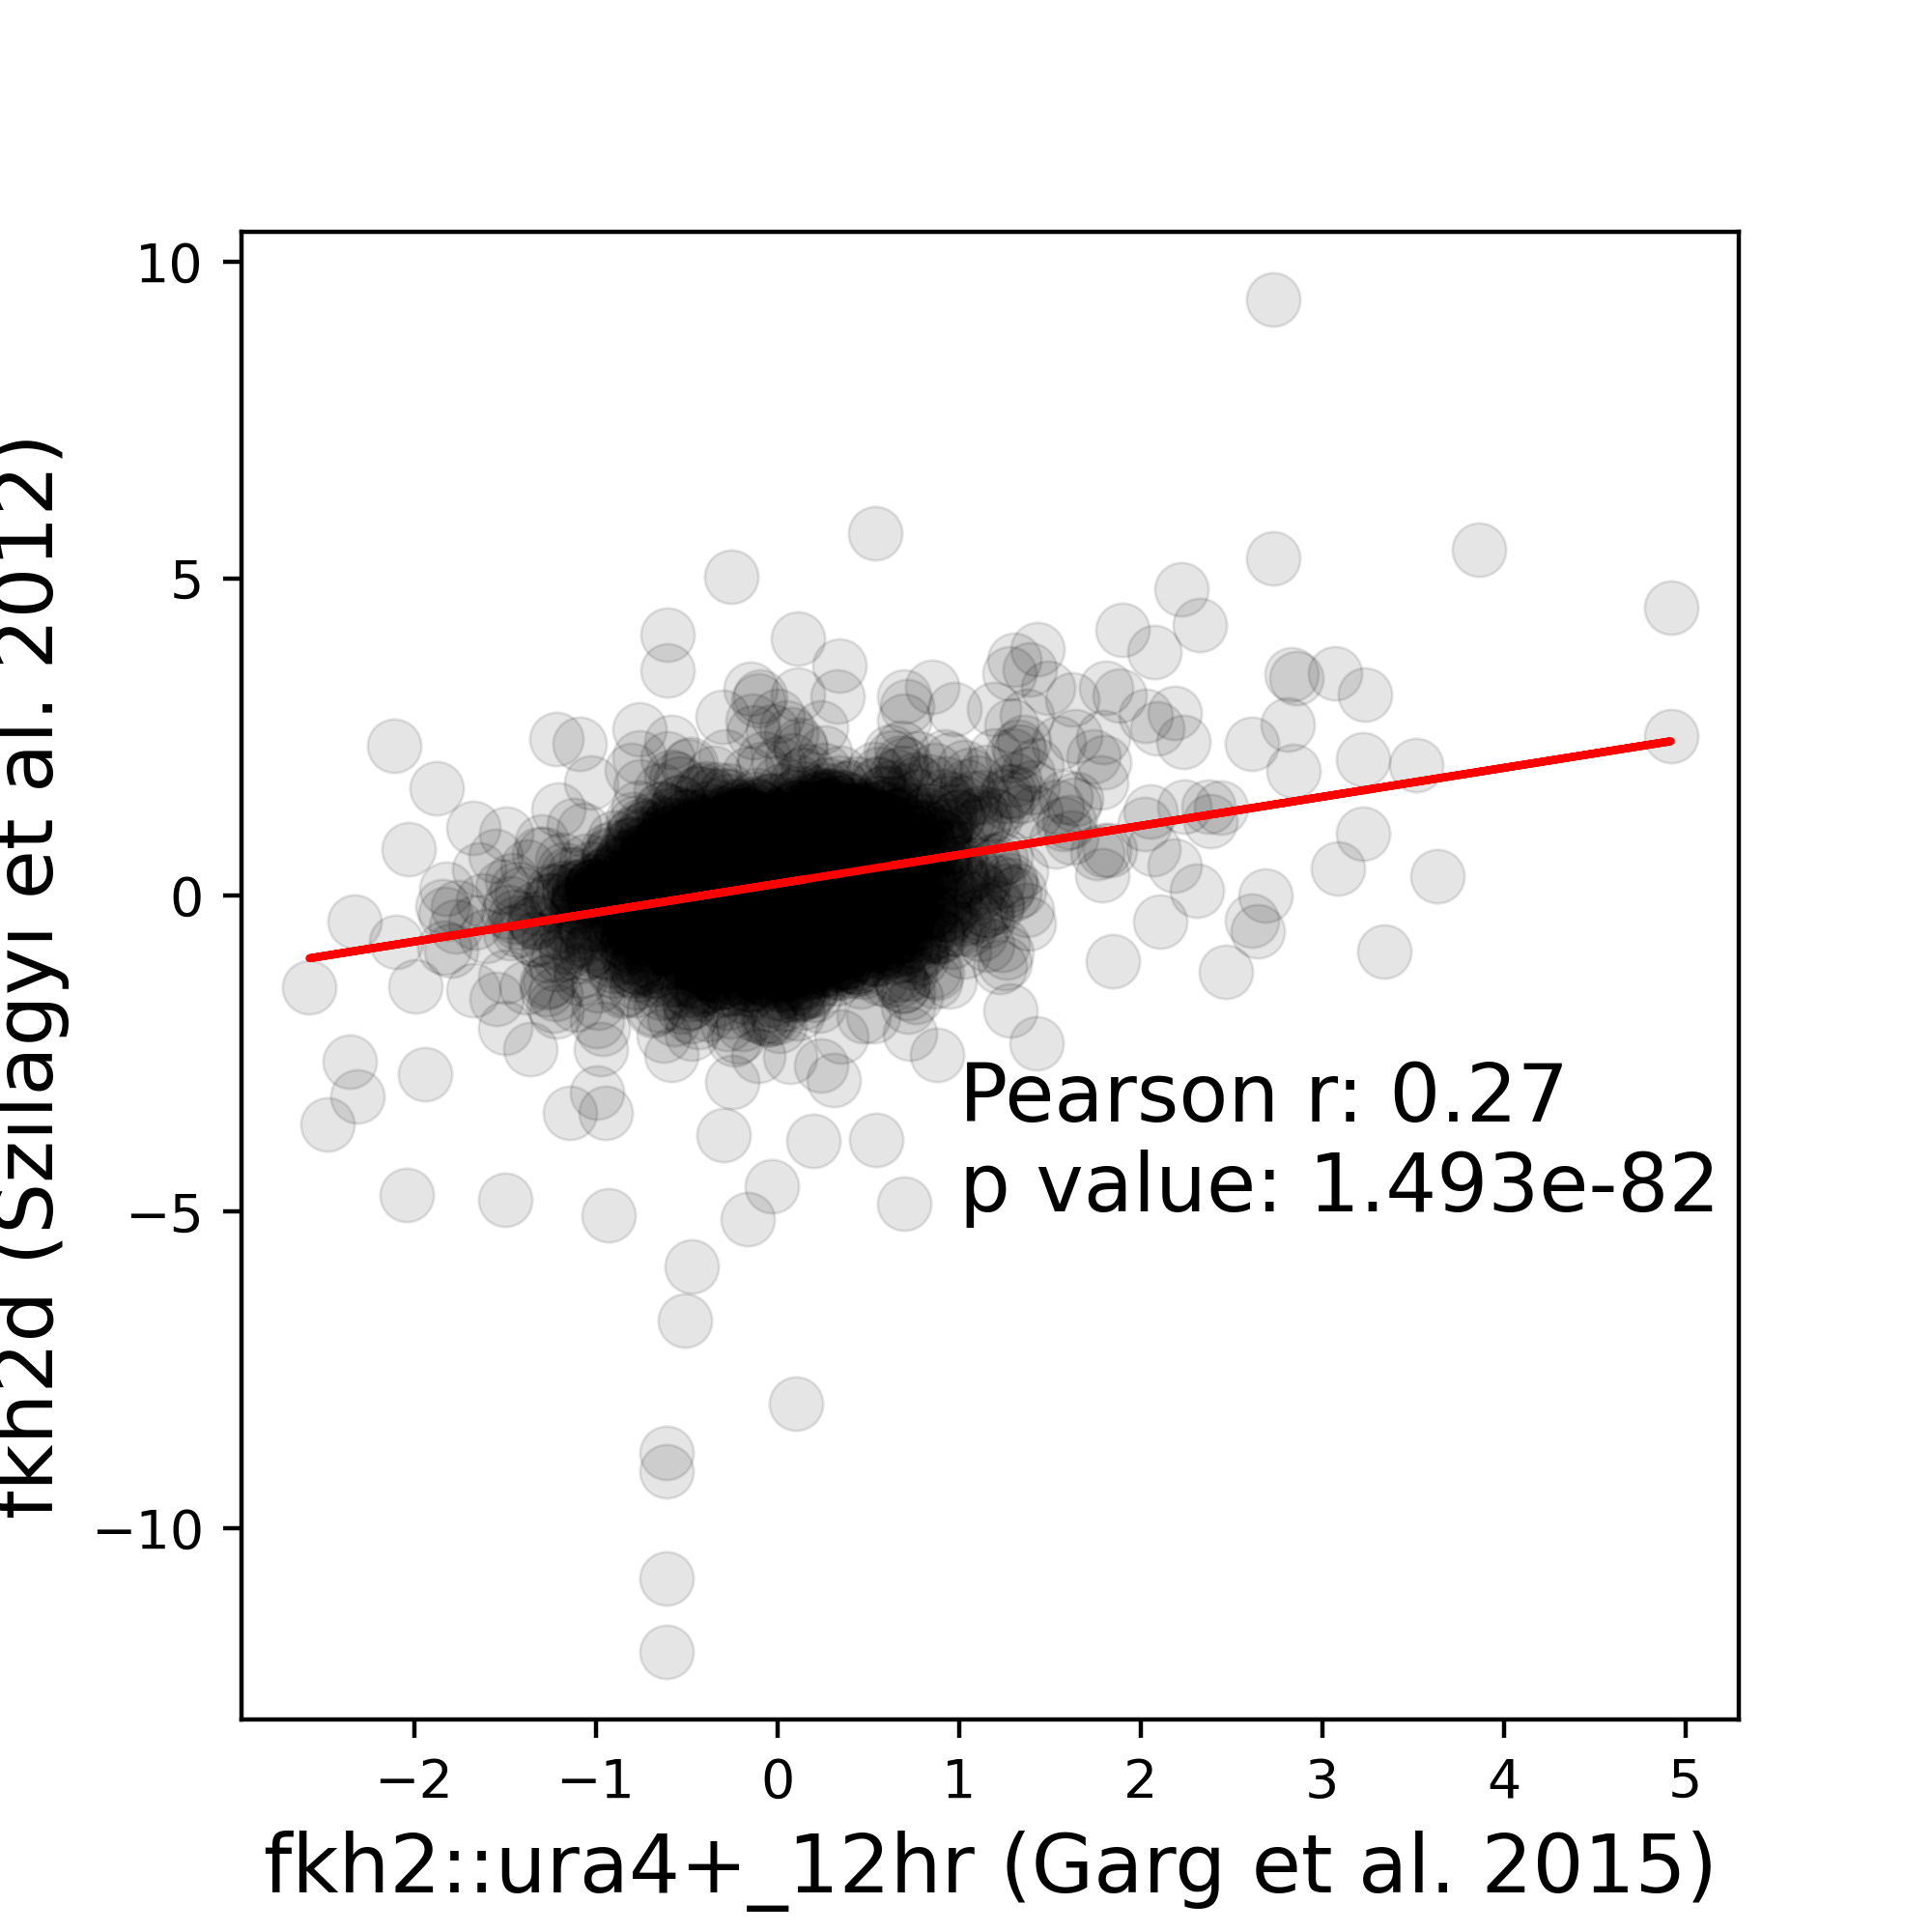 10
5
0
−5
−10
fkh2d (Szilagyi et al. 2012)
Pearson r: 0.27
p value: 1.493e-82
−2 −1 0 1 2 3 4 5
fkh2::ura4+_12hr (Garg et al. 2015)